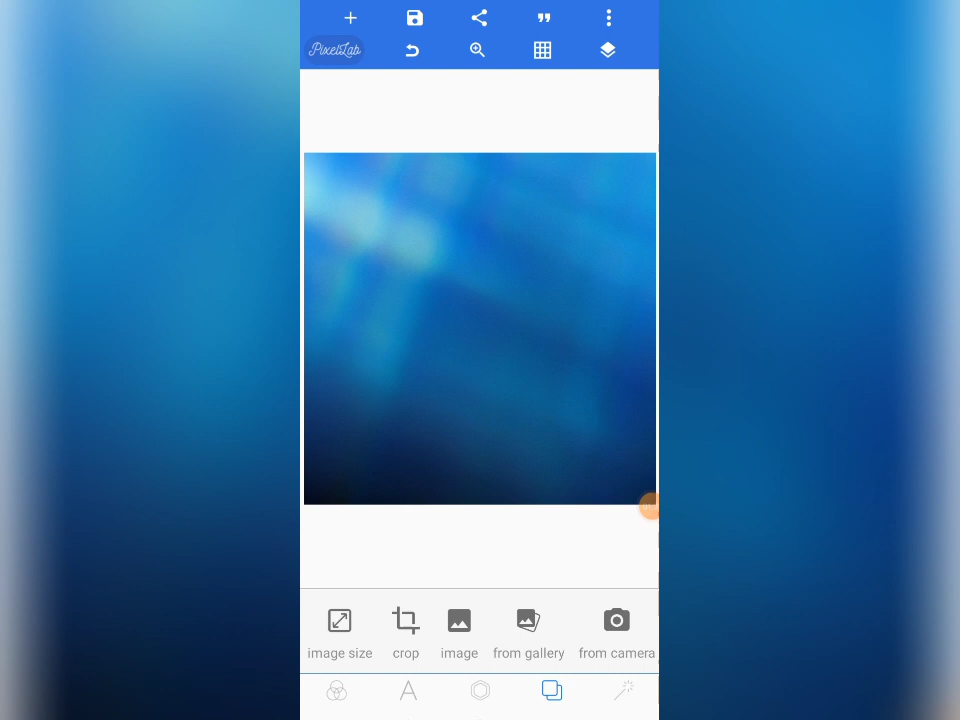 PixelLab
image size
crop
image
from gallery
from camera